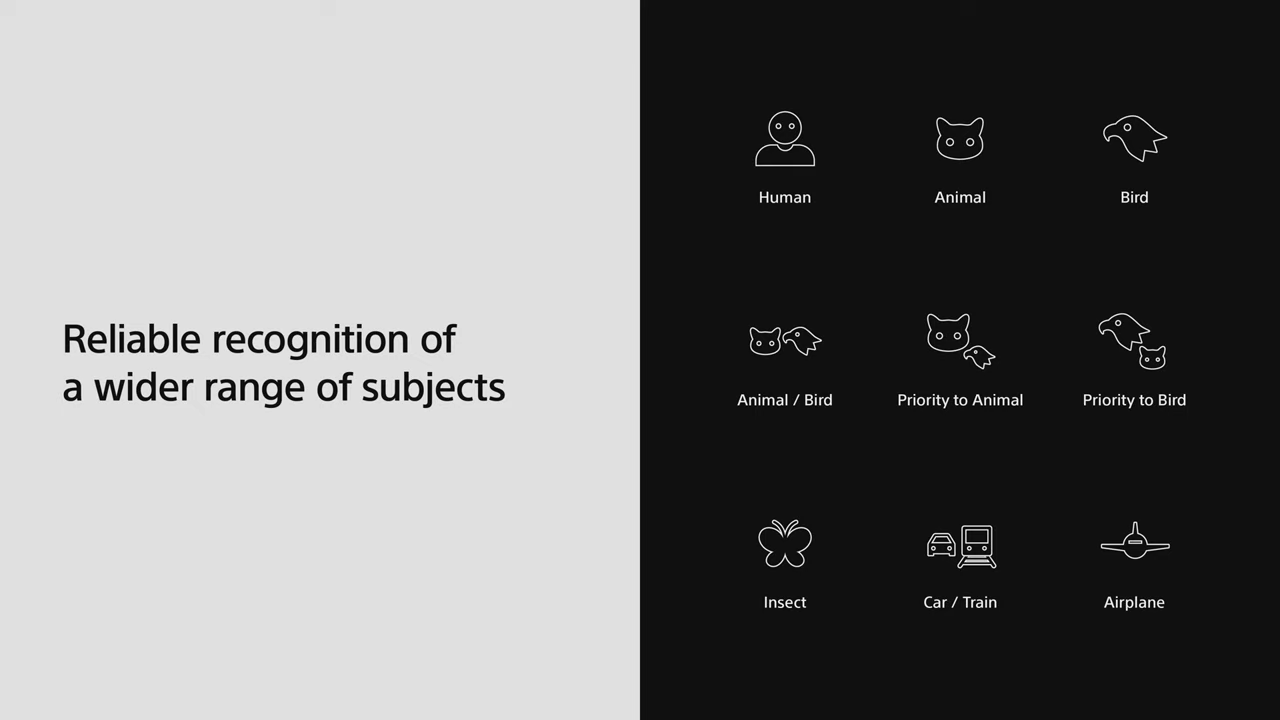 Reliable recognition of
a wider range of subjects
Human
Animal
Bird
Animal / Bird
Priority to Animal
Priority to Bird
Insect
Car / Train
Airplane